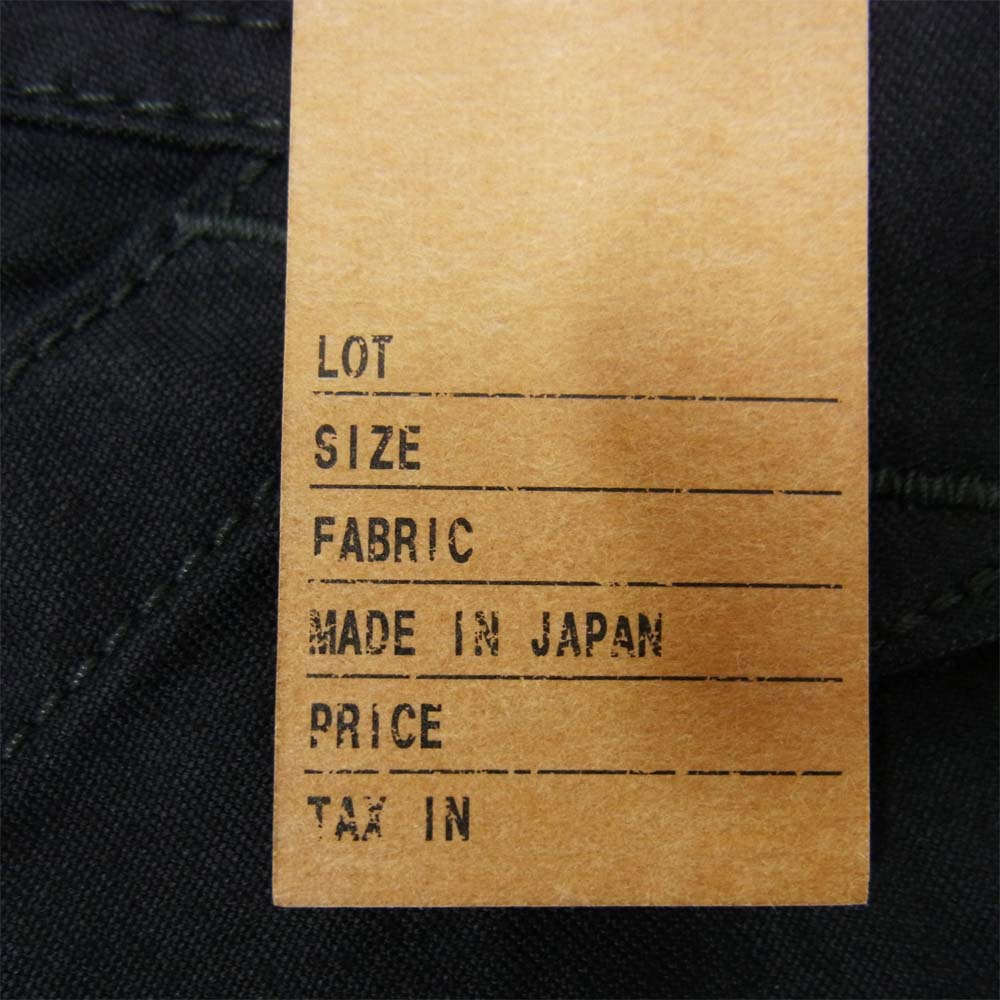 LOT
SIZE
FABRIC
MADE IN JAPAN
PRICE
TAX IN